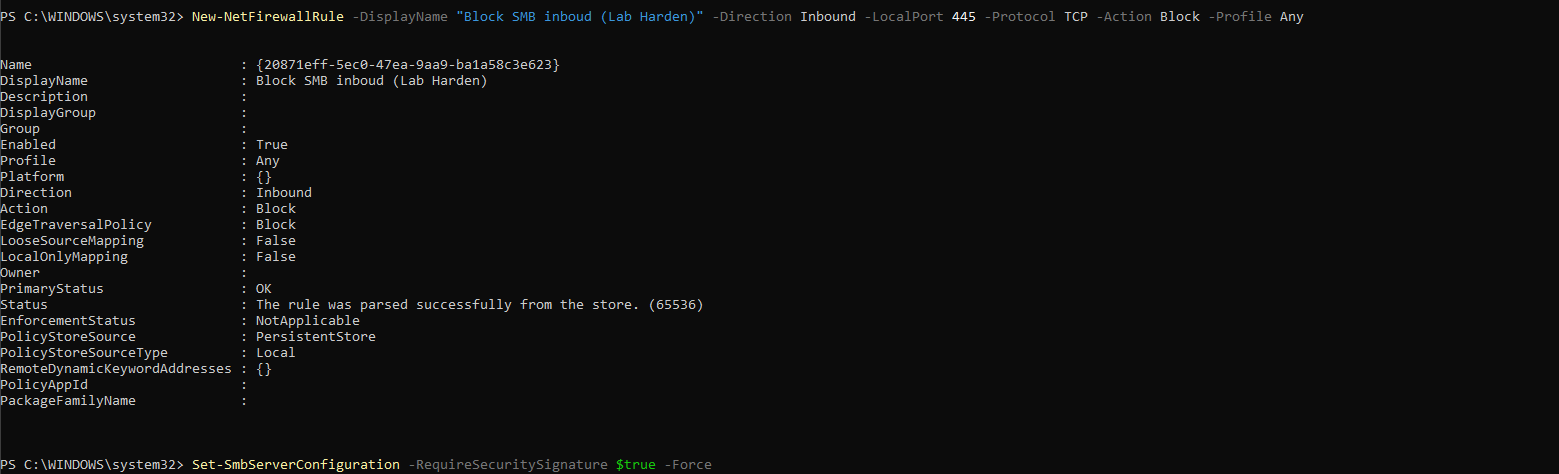 PS C:\WINDOWS\system32> New-NetFirewallRule -DisplayName "Block SMB inboud (Lab Harden)" -Direction Inbound -LocalPort 445 -Protocol TCP -Action Block -Profile Any
Name : {20871eff-5ec0-47ea-9aa9-ba1a58c3e623}
DisplayName : Block SMB inboud (Lab Harden)
Description :
DisplayGroup :
Group :
Enabled : True
Profile : Any
Platform : {}
Direction : Inbound
Action : Block
EdgeTraversalPolicy : Block
LooseSourceMapping : False
LocalOnlyMapping : False
Owner :
PrimaryStatus : OK
Status : The rule was parsed successfully from the store. (65536)
EnforcementStatus : NotApplicable
PolicyStoreSource : PersistentStore
PolicyStoreSourceType : Local
RemoteDynamicKeywordAddresses : {}
PolicyAppId :
PackageFamilyName :
PS C:\WINDOWS\system32> Set-SmbServerConfiguration -RequireSecuritySignature $true -Force